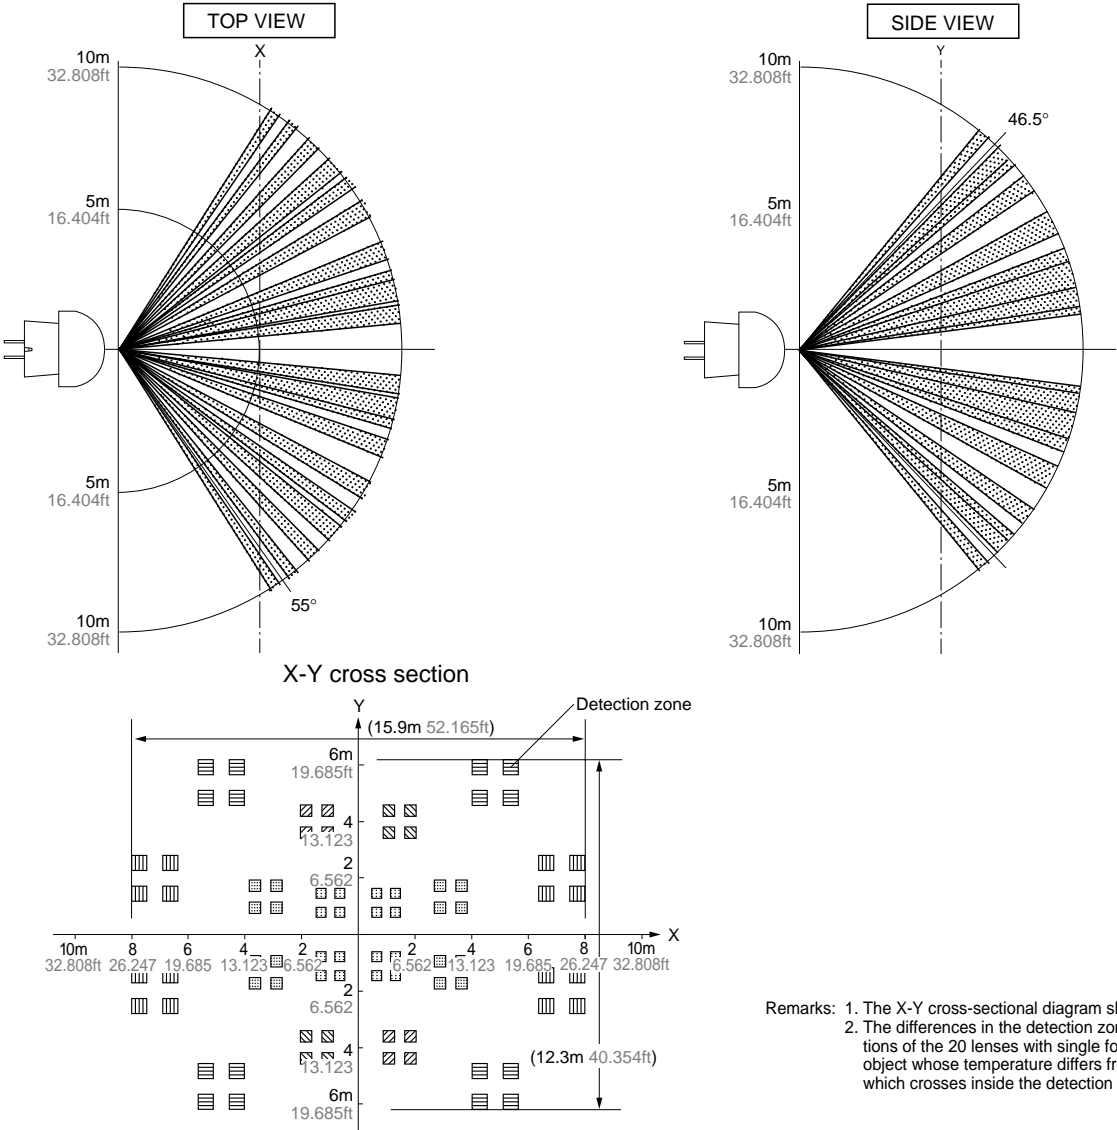 TOP VIEW
X
10m
32.808ft
5m
16.404ft
5m
16.404ft
10m
32.808ft
55°
SIDE VIEW
Y
10m
32.808ft
46.5°
5m
16.404ft
5m
16.404ft
10m
32.808ft
X-Y cross section
Y
Detection zone
(15.9m 52.165ft)
6m
19.685ft
4
13.123
2
6.562
X
10m 8 6 4 2 2 4 6 8 10m
32.808ft 26.247 19.685 13.123 6.562 6.562 13.123 19.685 26.247 32.808ft
2
6.562
4
13.123
(12.3m 40.354ft)
6m
19.685ft
Remarks: 1. The X-Y cross-sectional diagram
2. The differences in the detection
tions of the 20 lenses with single
object whose temperature differs
which crosses inside the detection